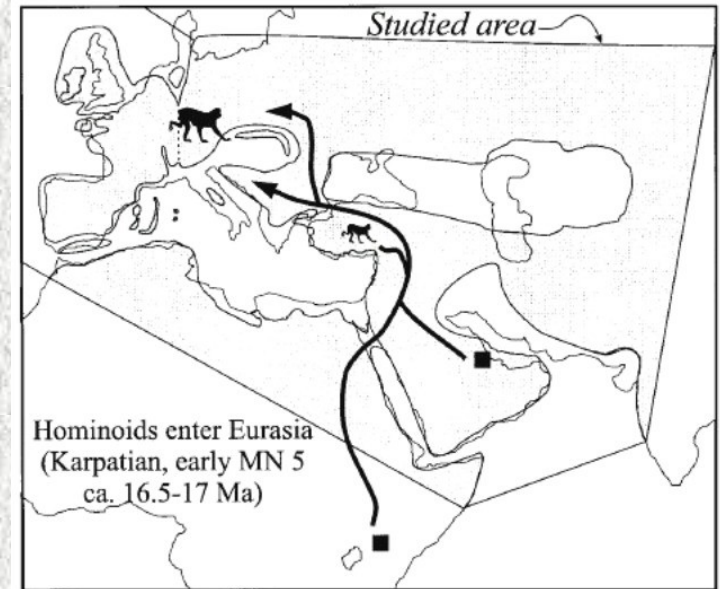 Studied area
Hominoids enter Eurasia
(Karpatian, early MN 5
ca. 16.5-17 Ma)